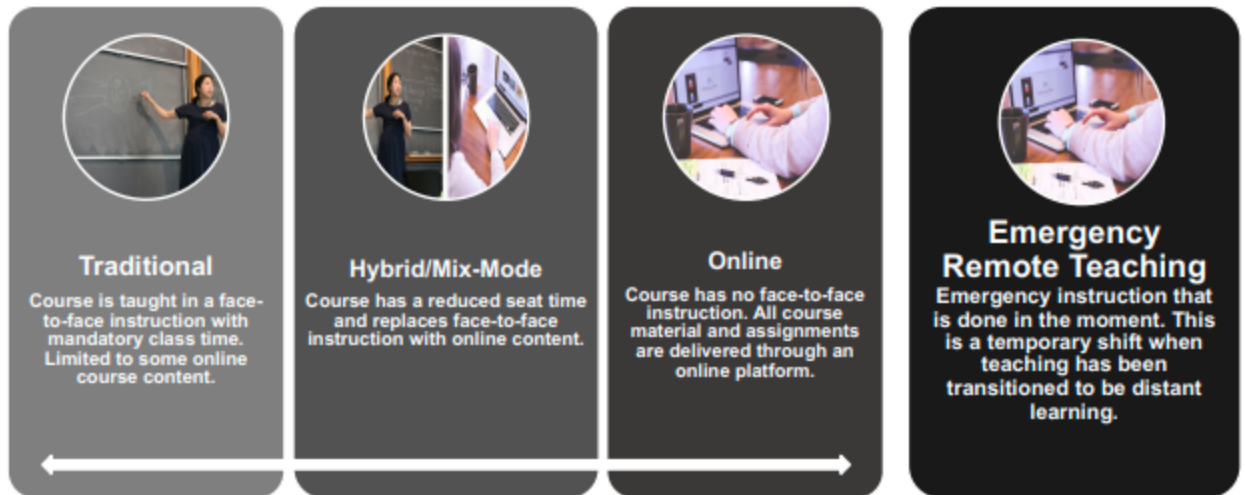 Traditional
Course is taught in a face-
to-face instruction with
mandatory class time.
Limited to some online
course content.
Hybrid/Mix-Mode
Course has a reduced seat time
and replaces face-to-face
instruction with online content.
Online
Course has no face-to-face
instruction. All course
material and assignments
are delivered through an
online platform.
Emergency
Remote Teaching
Emergency instruction that
is done in the moment. This
is a temporary shift when
teaching has been
transitioned to be distant
learning.